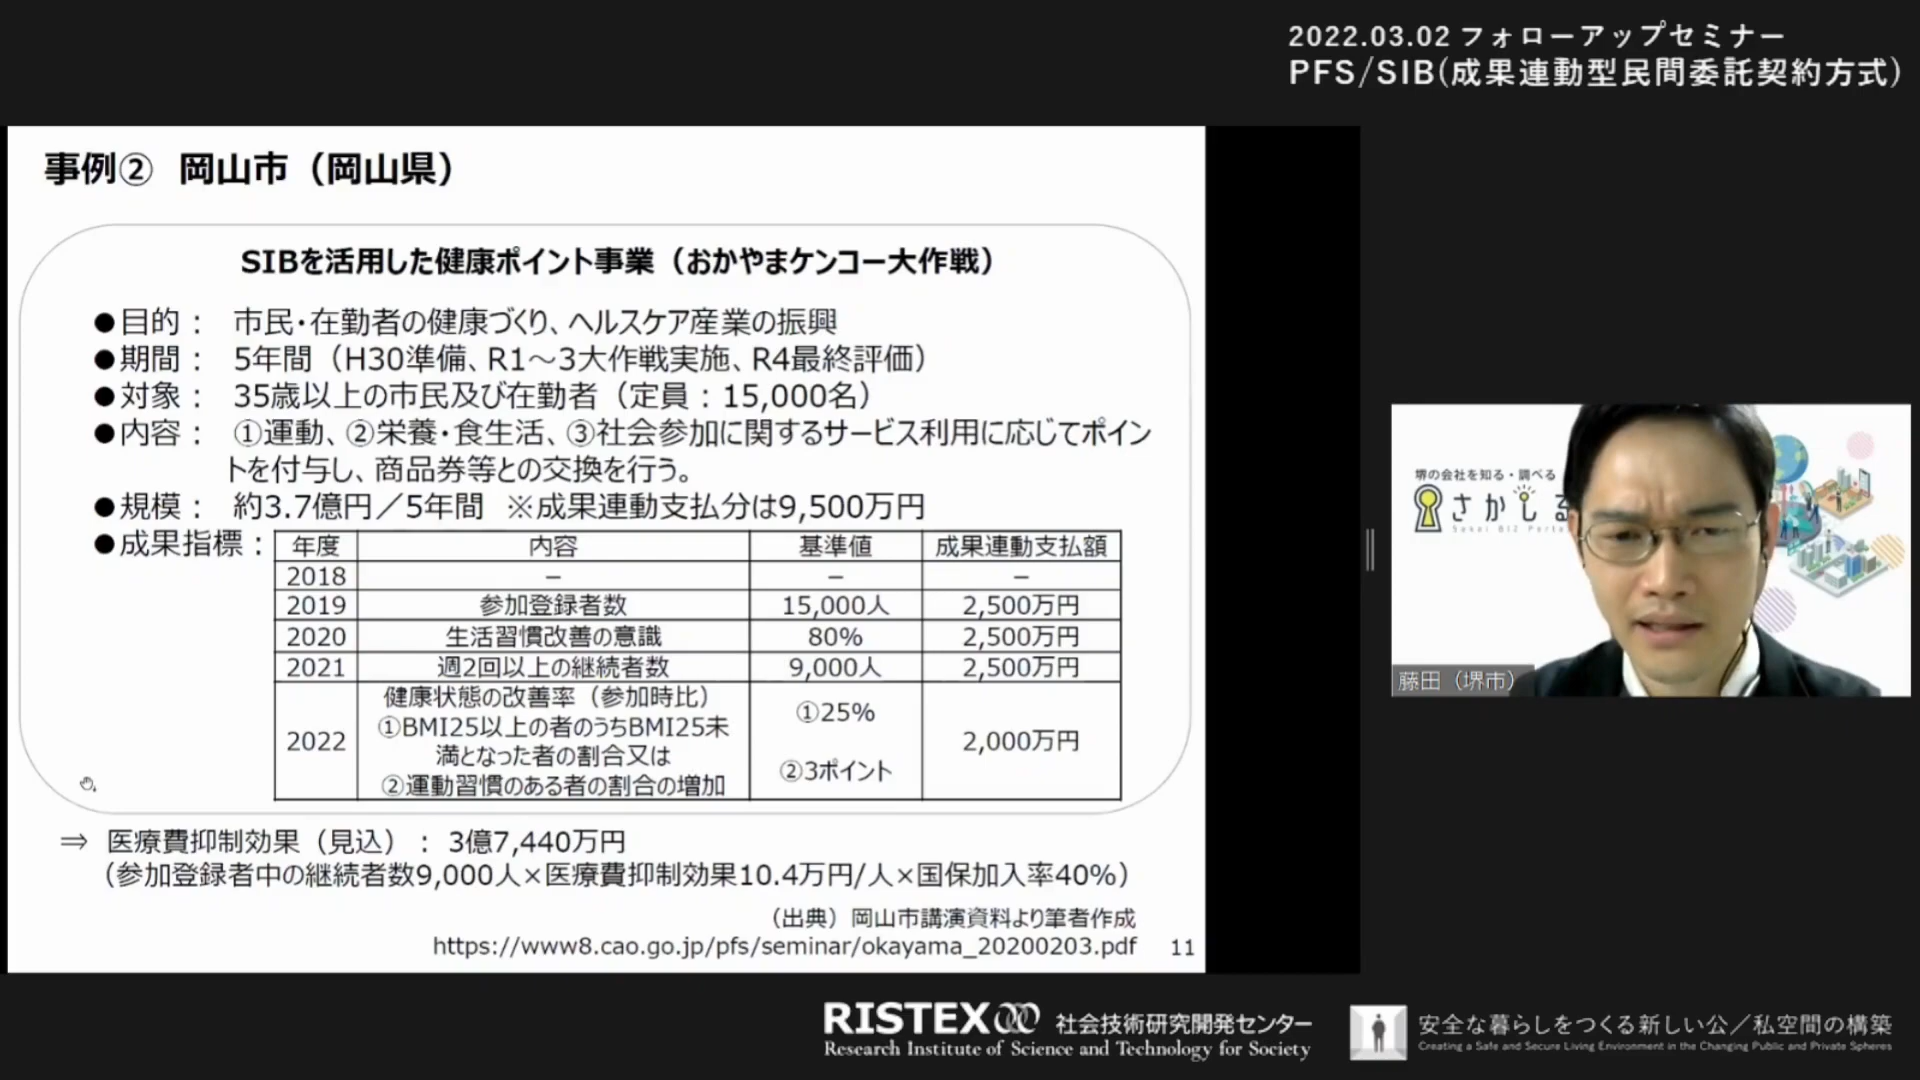 2022.03.02 フォローアップセミナー
PFS/SIB(成果連動型民間委託契約方式)
事例② 岡山市（岡山県）
SIBを活用した健康ポイント事業（おかやまケンコー大作戦）
●目的： 市民・在勤者の健康づくり、ヘルスケア産業の振興
●期間： 5年間（H30準備、R1～3大作戦実施、R4最終評価）
●対象： 35歳以上の市民及び在勤者（定員：15,000名）
●内容： ①運動、②栄養・食生活、③社会参加に関するサービス利用に応じてポイン
トを付与し、商品券等との交換を行う。
●規模： 約3.7億円／5年間 ※成果連動支払分は9,500万円
●成果指標：
年度 内容 基準値 成果連動支払額
2018 － － －
2019 参加登録者数 15,000人 2,500万円
2020 生活習慣改善の意識 80% 2,500万円
2021 週2回以上の継続者数 9,000人 2,500万円
2022 健康状態の改善率（参加時比）
①BMI25以上の者のうちBMI25未
満となった者の割合又は
②運動習慣のある者の割合の増加
①25%
②3ポイント
2,000万円
⇒ 医療費抑制効果（見込）： 3億7,440万円
（参加登録者中の継続者数9,000人×医療費抑制効果10.4万円/人×国保加入率40%）
（出典）岡山市講演資料より筆者作成
https://www8.cao.go.jp/pfs/seminar/okayama_20200203.pdf 11
堺の会社を知る・調べる
さかしる
Sakai BIZ Porta
藤田（堺市）
RISTEX 社会技術研究開発センター
Research Institute of Science and Technology for Society
安全な暮らしをつくる新しい公／私空間の構築
Creating a Safe and Secure Living Environment in the Changing Public and Private Spheres